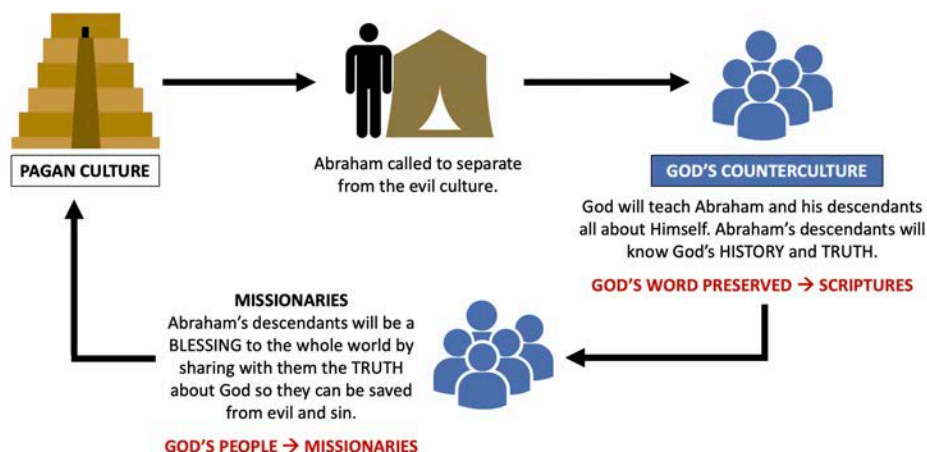 PAGAN CULTURE
Abraham called to separate
from the evil culture.
GOD'S COUNTERCULTURE
God will teach Abraham and his descendants
all about Himself. Abraham's descendants will
know God's HISTORY and TRUTH.
GOD'S WORD PRESERVED → SCRIPTURES
MISSIONARIES
Abraham's descendants will be a
BLESSING to the whole world by
sharing with them the TRUTH
about God so they can be saved
from evil and sin.
GOD'S PEOPLE → MISSIONARIES